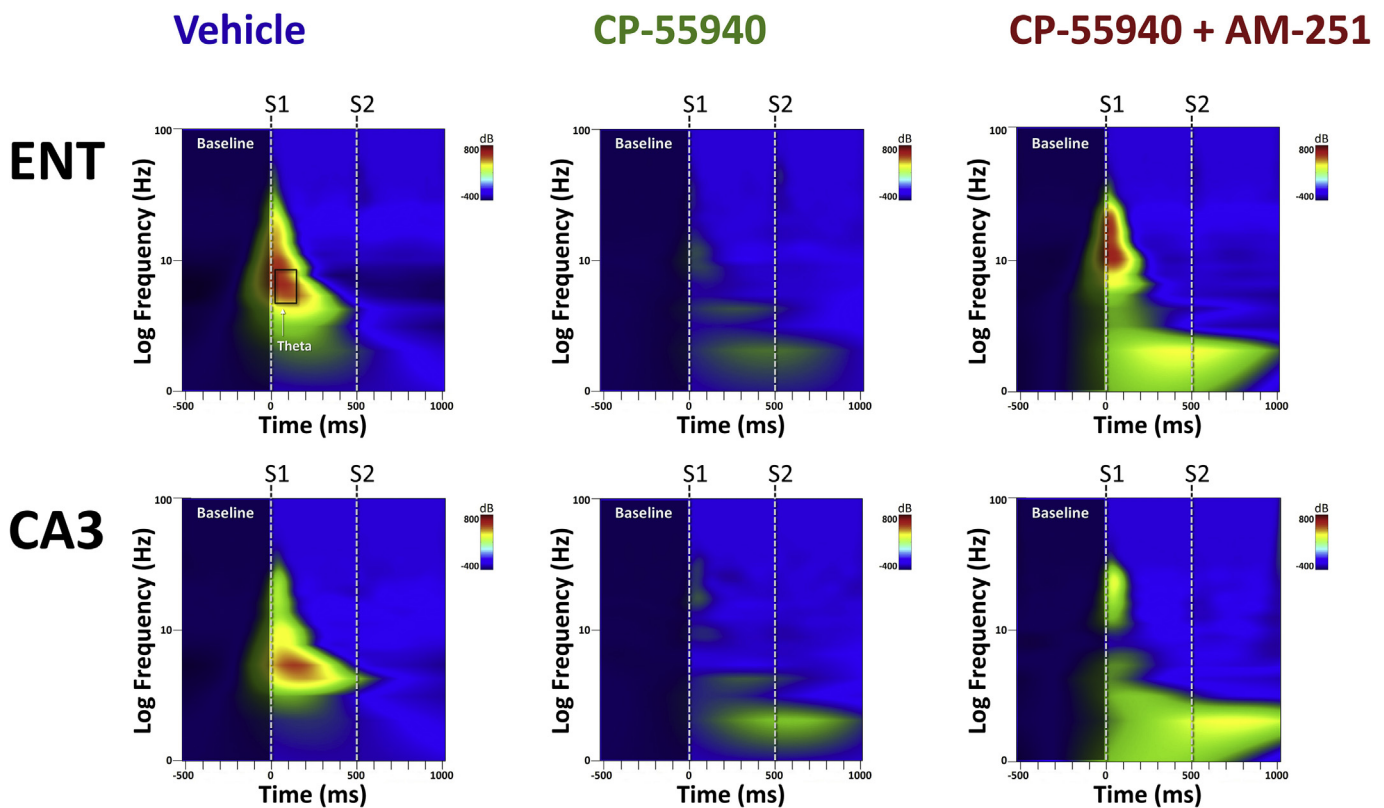 Vehicle
CP-55940
CP-55940 + AM-251
ENT
S1 S2
100
Baseline
dB
800
-400
Log Frequency (Hz)
10
Theta
0
-500 0 500 1000
Time (ms)
S1 S2
100
Baseline
dB
800
-400
Log Frequency (Hz)
10
0
-500 0 500 1000
Time (ms)
S1 S2
100
Baseline
dB
800
-400
Log Frequency (Hz)
10
0
-500 0 500 1000
Time (ms)
CA3
S1 S2
100
Baseline
dB
800
-400
Log Frequency (Hz)
10
0
-500 0 500 1000
Time (ms)
S1 S2
100
Baseline
dB
800
-400
Log Frequency (Hz)
10
0
-500 0 500 1000
Time (ms)
S1 S2
100
Baseline
dB
800
-400
Log Frequency (Hz)
10
0
-500 0 500 1000
Time (ms)